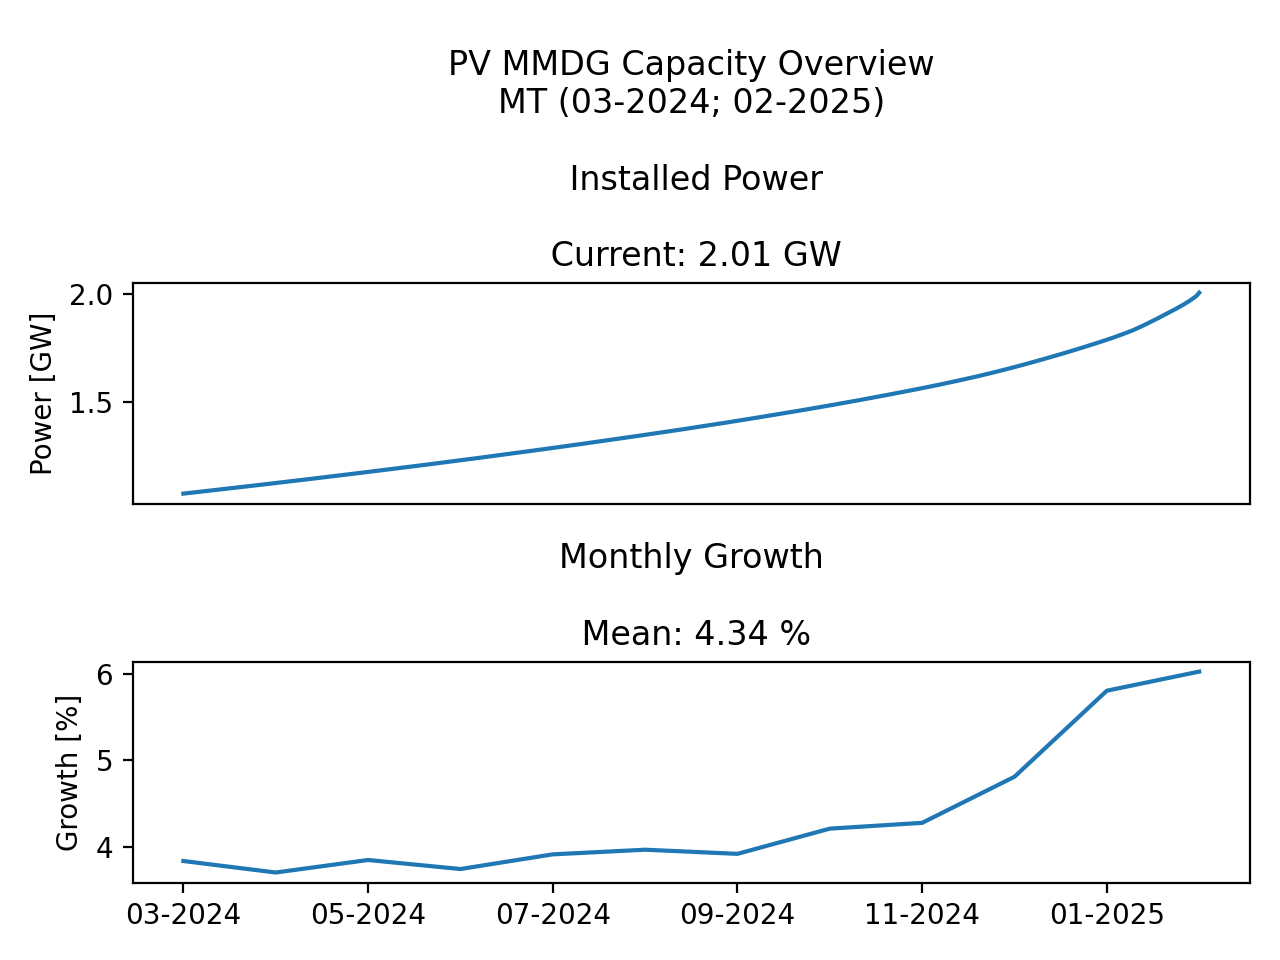 PV MMDG Capacity Overview
MT (03-2024; 02-2025)
Installed Power
Current: 2.01 GW
2.0
1.5
Power [GW]
Monthly Growth
Mean: 4.34 %
6
5
4
Growth [%]
03-2024 05-2024 07-2024 09-2024 11-2024 01-2025